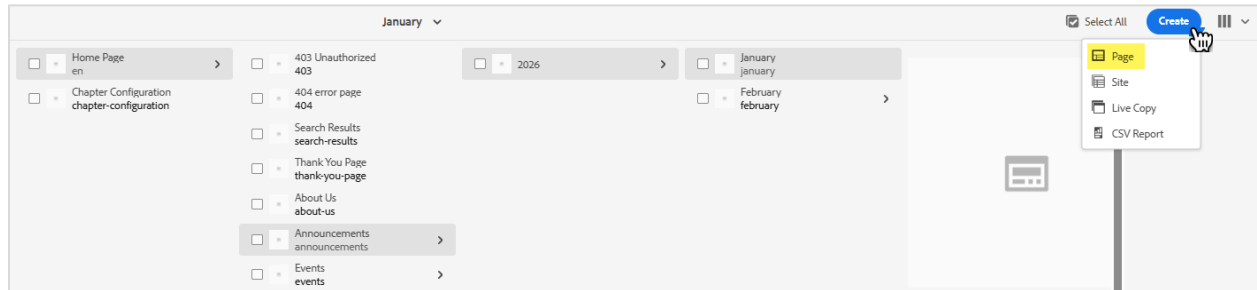 January
Select All
Create
Home Page
en
Chapter Configuration
chapter-configuration
403 Unauthorized
403
404 error page
404
Search Results
search-results
Thank You Page
thank-you-page
About Us
about-us
Announcements
announcements
Events
events
2026
January
january
February
february
Page
Site
Live Copy
CSV Report